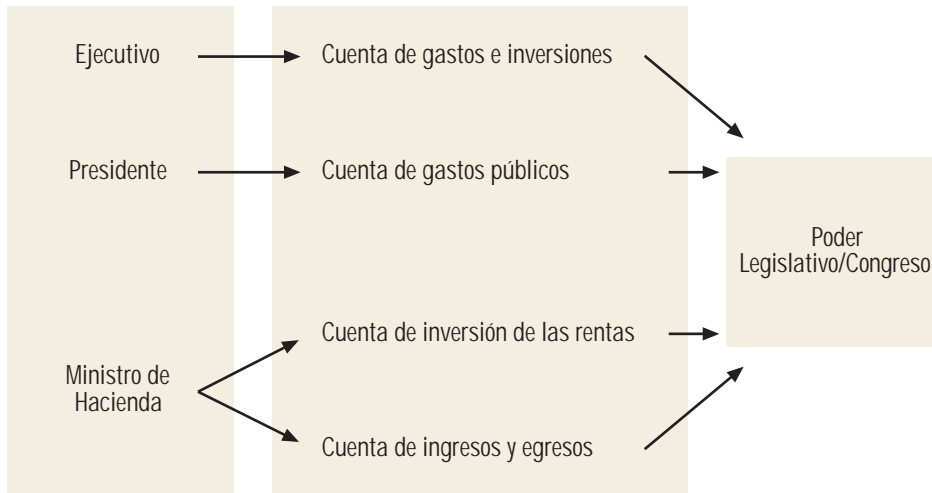 Ejecutivo
Cuenta de gastos e inversiones
Presidente
Cuenta de gastos públicos
Poder
Legislativo/Congreso
Cuenta de inversión de las rentas
Ministro de
Hacienda
Cuenta de ingresos y egresos